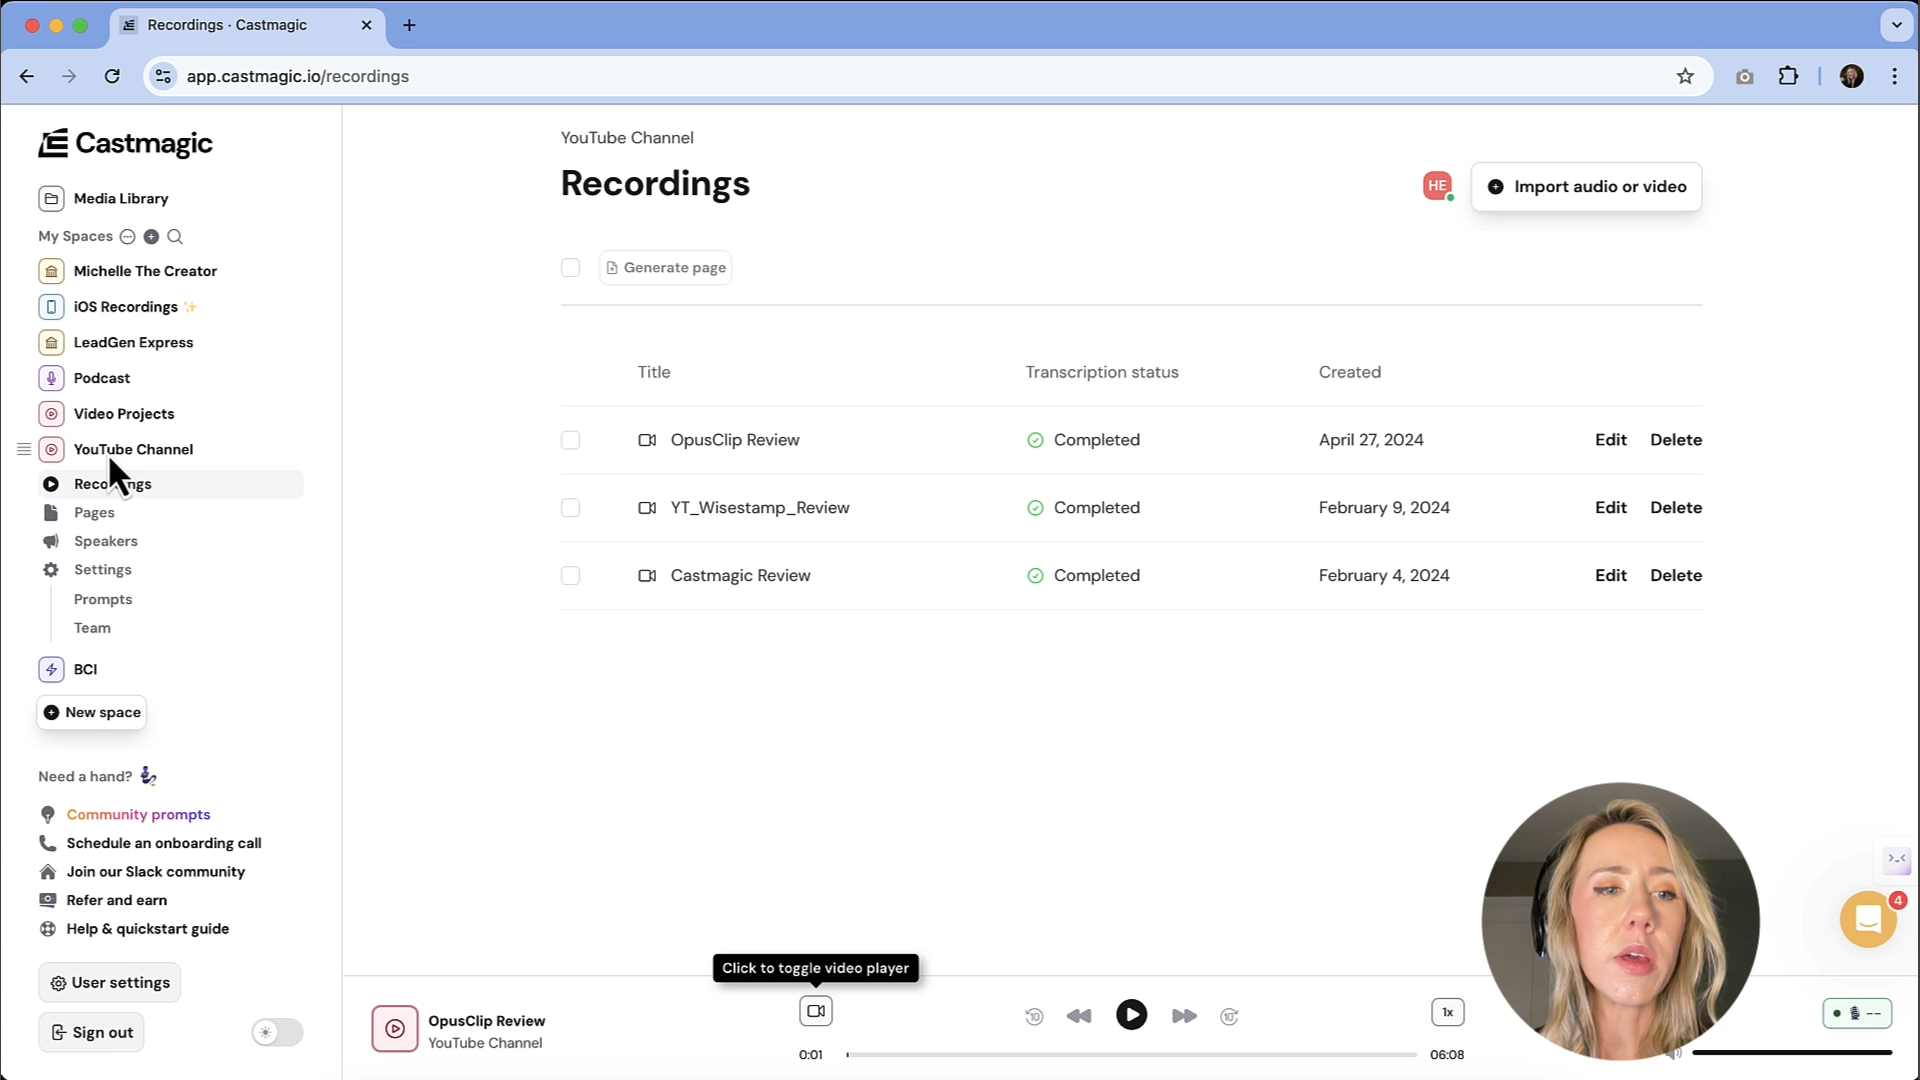 Recordings · Castmagic
app.castmagic.io/recordings
Castmagic
Media Library
My Spaces
Michelle The Creator
iOS Recordings ✨
LeadGen Express
Podcast
Video Projects
YouTube Channel
Recordings
Pages
Speakers
Settings
Prompts
Team
BCI
New space
Need a hand?
Community prompts
Schedule an onboarding call
Join our Slack community
Refer and earn
Help & quickstart guide
User settings
Sign out
YouTube Channel
Recordings
HE
Import audio or video
Generate page
Title Transcription status Created
OpusClip Review Completed April 27, 2024 Edit Delete
YT_Wisestamp_Review Completed February 9, 2024 Edit Delete
Castmagic Review Completed February 4, 2024 Edit Delete
4
Click to toggle video player
OpusClip Review
YouTube Channel
10
10
1x
--
0:01
06:08